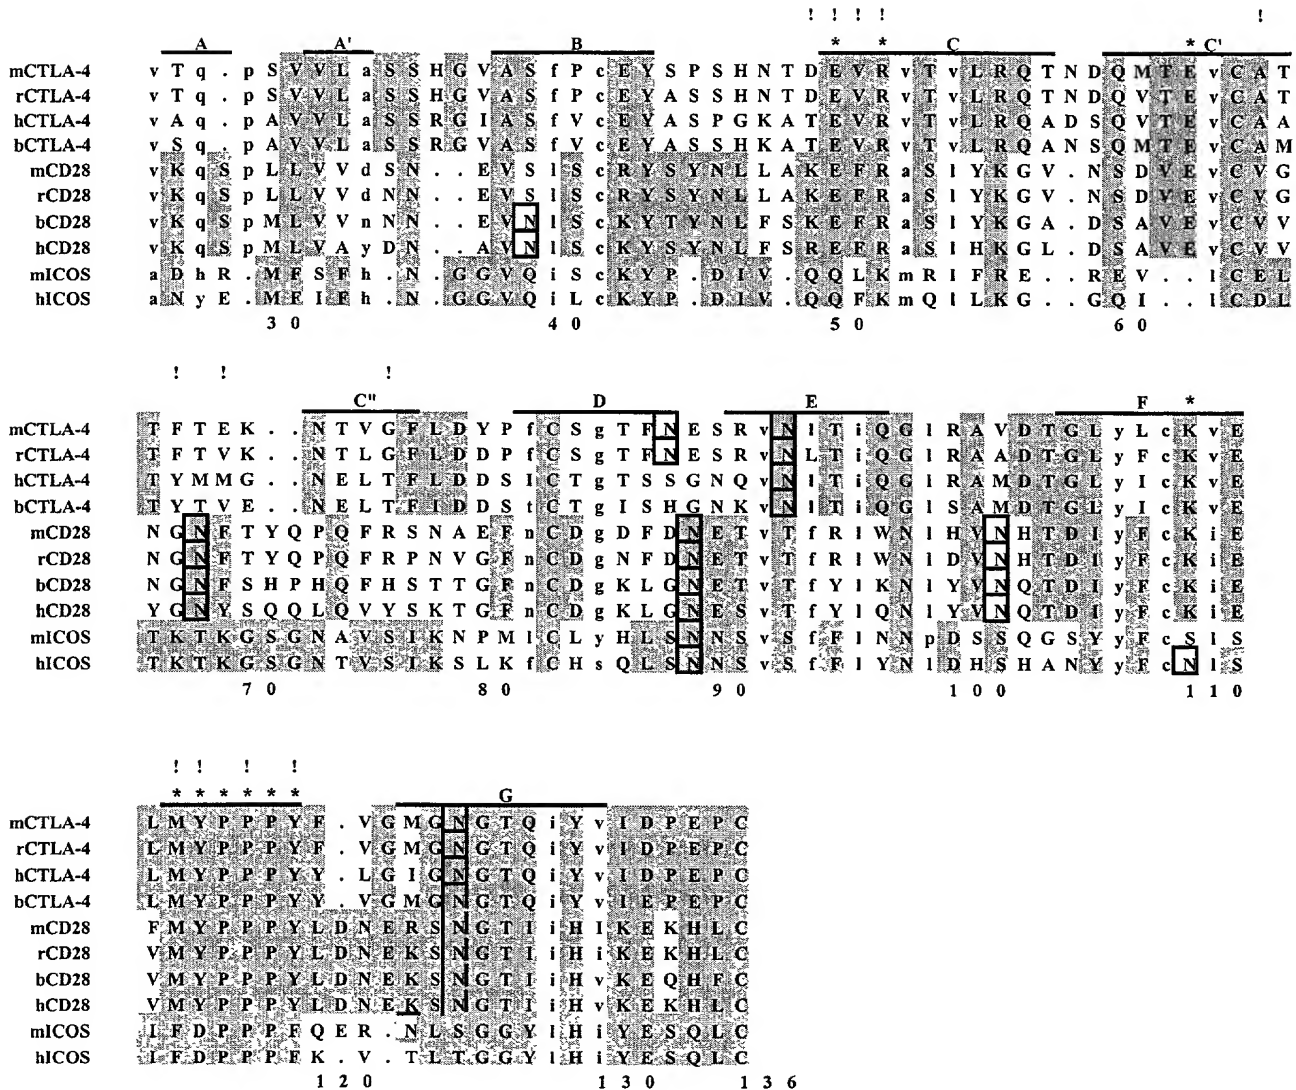 ! ! ! ! !
A A' B * * C * C'
mCTLA-4 v T q . p S V V L a S S H G V A S f P c E Y S P S H N T D E V R v T v L R Q T N D Q M T E v C A T
rCTLA-4 v T q . p S V V L a S S H G V A S f P c E Y A S S H N T D E V R v T v L R Q T N D Q V T E v C A T
hCTLA-4 v A q . p A V V L a S S R G I A S f V c E Y A S P G K A T E V R v T v L R Q A D S Q V T E v C A A
bCTLA-4 v S q . p A V V L a S S R G V A S f V c E Y A S S H K A T E V R v T v L R Q A N S Q M T E v C A M
mCD28 v K q S p L L V V d S N . . E V S l S c R Y S Y N L L A K E F R a S l Y K G V . N S D V E v C V G
rCD28 v K q S p L L V V d N N . . E V S l S c R Y S Y N L L A K E F R a S l Y K G V . N S D V E v C V G
bCD28 v K q S p M L V V n N N . . E V N l S c K Y T Y N L F S K E F R a S l Y K G A . D S A V E v C V V
hCD28 v K q S p M L V A y D N . . A V N l S c K Y S Y N L F S R E F R a S l H K G L . D S A V E v C V V
mICOS a D h R . M F S F h . N . G G V Q i S c K Y P . D I V . Q Q L K m R l F R E . . R E V . . l C E L
hICOS a N y E . M F I F h . N . G G V Q i L c K Y P . D I V . Q Q F K m Q l L K G . . G Q I . . l C D L
3 0 4 0 5 0 6 0
! ! !
C" D E F *
mCTLA-4 T F T E K . . N T V G F L D Y P f C S g T F N E S R v N l T i Q G l R A V D T G L y L c K v E
rCTLA-4 T F T V K . . N T L G F L D D P f C S g T F N E S R v N L T i Q G l R A A D T G L y F c K v E
hCTLA-4 T Y M M G . . N E L T F L D D S l C T g T S S G N Q v N l T i Q G l R A M D T G L y I c K v E
bCTLA-4 T Y T V E . . N E L T F I D D S t C T g I S H G N K v N l T i Q G l S A M D T G L y I c K v E
mCD28 N G N F T Y Q P Q F R S N A E F n C D g D F D N E T v T f R l W N l H V N H T D I y F c K i E
rCD28 N G N F T Y Q P Q F R P N V G F n C D g N F D N E T v T f R l W N l D V N H T D I y F c K i E
bCD28 N G N F S H P H Q F H S T T G F n C D g K L G N E T v T f Y l K N l Y V N Q T D I y F c K i E
hCD28 Y G N Y S Q Q L Q V Y S K T G F n C D g K L G N E S v T f Y l Q N l Y V N Q T D I y F c K i E
mICOS T K T K G S G N A V S I K N P M l C L y H L S N N S v S f F l N N p D S S Q G S Y y F c S l S
hICOS T K T K G S G N T V S I K S L K f C H s Q L S N N S v S f F l Y N l D H S H A N Y y F c N l S
7 0 8 0 9 0 1 0 0 1 1 0
! ! ! !
* * * * * * G
mCTLA-4 L M Y P P P Y F . V G M G N G T Q i Y v I D P E P C
rCTLA-4 L M Y P P P Y F . V G M G N G T Q i Y v I D P E P C
hCTLA-4 L M Y P P P Y Y . L G I G N G T Q i Y v I D P E P C
bCTLA-4 L M Y P P P Y Y . V G M G N G T Q i Y v I E P E P C
mCD28 F M Y P P P Y L D N E R S N G T I i H I K E K H L C
rCD28 V M Y P P P Y L D N E K S N G T I i H i K E K H L C
bCD28 V M Y P P P Y L D N E K S N G T I i H v K E Q H F C
hCD28 V M Y P P P Y L D N E K S N G T I i H v K E K H L C
mICOS I F D P P P F Q E R . N L S G G Y l H i Y E S Q L C
hICOS I F D P P P F K . V . T L T G G Y l H i Y E S Q L C
1 2 0 1 3 0 1 3 6